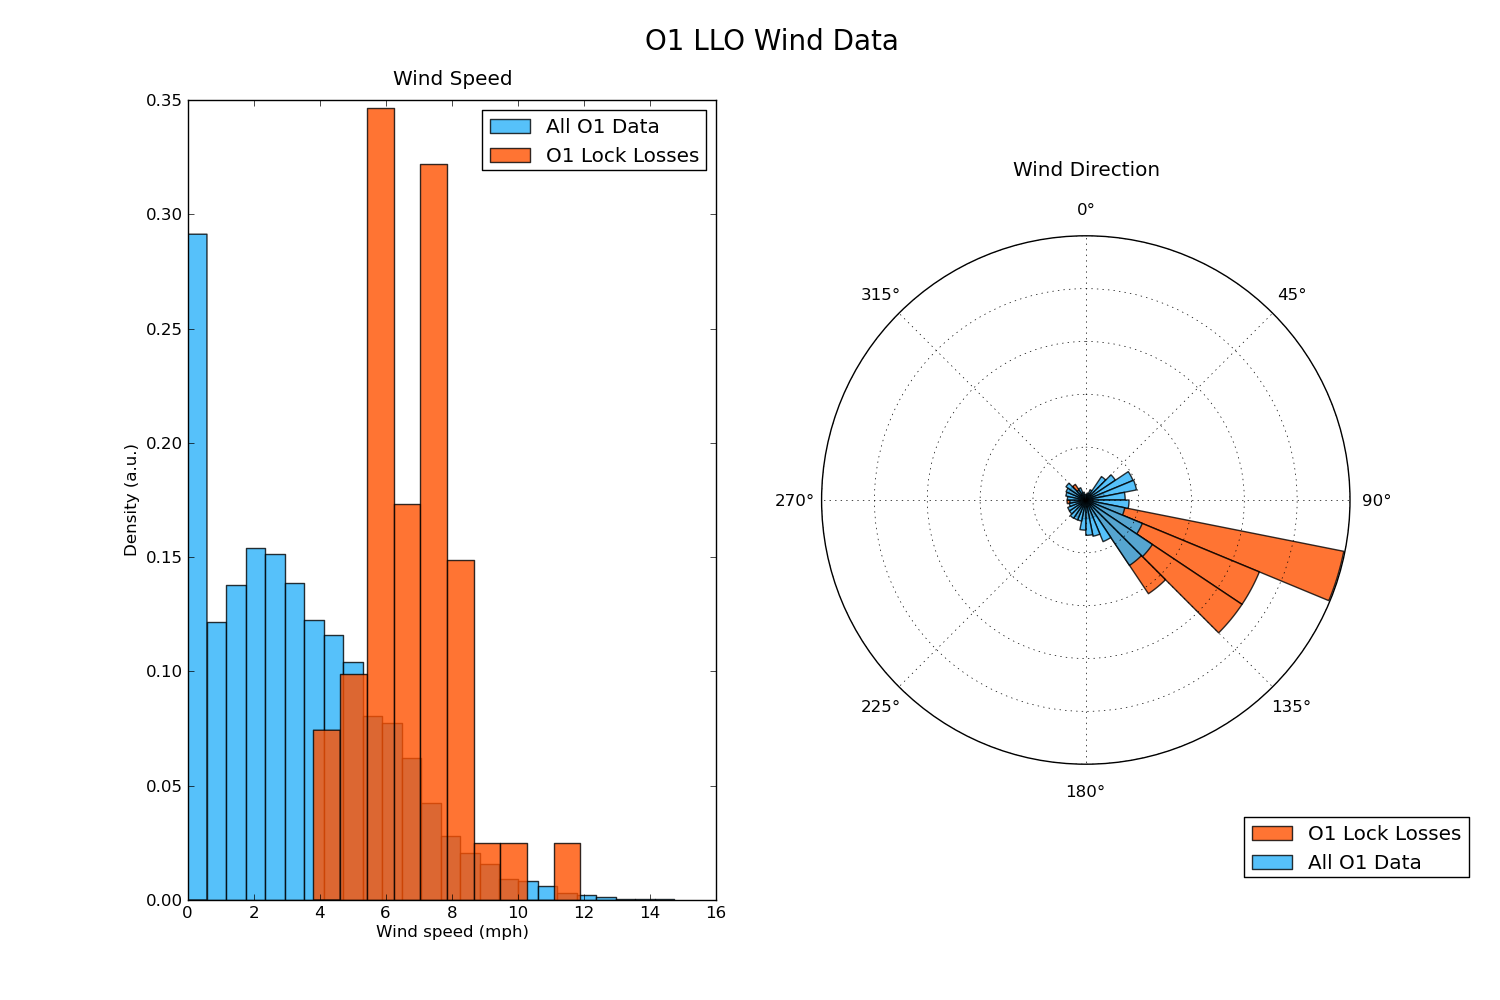 O1 LLO Wind Data
Wind Speed
All O1 Data
O1 Lock Losses
Density (a.u.)
0.35
0.30
0.25
0.20
0.15
0.10
0.05
0.00
0 2 4 6 8 10 12 14 16
Wind speed (mph)
Wind Direction
0°
315° 45°
270° 90°
225° 135°
180°
O1 Lock Losses
All O1 Data